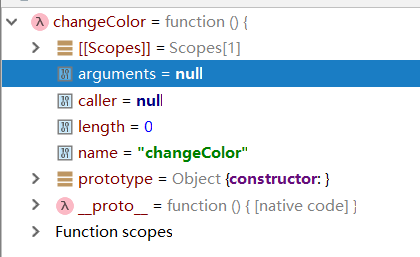 changeColor = function () {
[[Scopes]] = Scopes[1]
arguments = null
caller = null
length = 0
name = "changeColor"
prototype = Object {constructor: }
__proto__ = function () { [native code] }
Function scopes